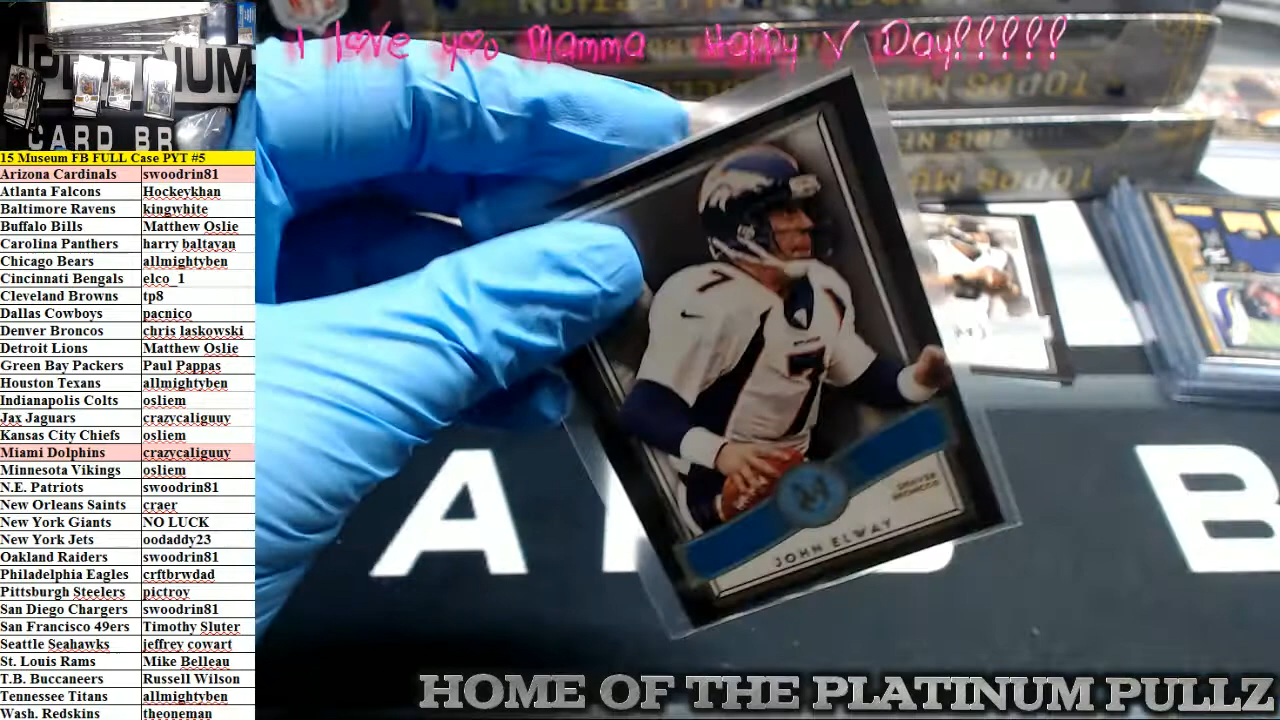 I love you Mamma Happy V Day!!!!!
CARD BR
15 Museum FB FULL Case PYT #5
Arizona Cardinals swoodrin81
Atlanta Falcons Hockeykhan
Baltimore Ravens kingwhite
Buffalo Bills Matthew Oslie
Carolina Panthers harry baltayan
Chicago Bears allmightyben
Cincinnati Bengals elco_1
Cleveland Browns tp8
Dallas Cowboys pacnico
Denver Broncos chris laskowski
Detroit Lions Matthew Oslie
Green Bay Packers Paul Pappas
Houston Texans allmightyben
Indianapolis Colts osliem
Jax Jaguars crazycaliguuy
Kansas City Chiefs osliem
Miami Dolphins crazycaliguuy
Minnesota Vikings osliem
N.E. Patriots swoodrin81
New Orleans Saints craer
New York Giants NO LUCK
New York Jets oodaddy23
Oakland Raiders swoodrin81
Philadelphia Eagles crftbrwdad
Pittsburgh Steelers pictroy
San Diego Chargers swoodrin81
San Francisco 49ers Timothy Sluter
Seattle Seahawks jeffrey cowart
St. Louis Rams Mike Belleau
T.B. Buccaneers Russell Wilson
Tennessee Titans allmightyben
Wash. Redskins theoneman
7
7
DENVER BRONCOS
JOHN ELWAY
HOME OF THE PLATINUM PULLZ